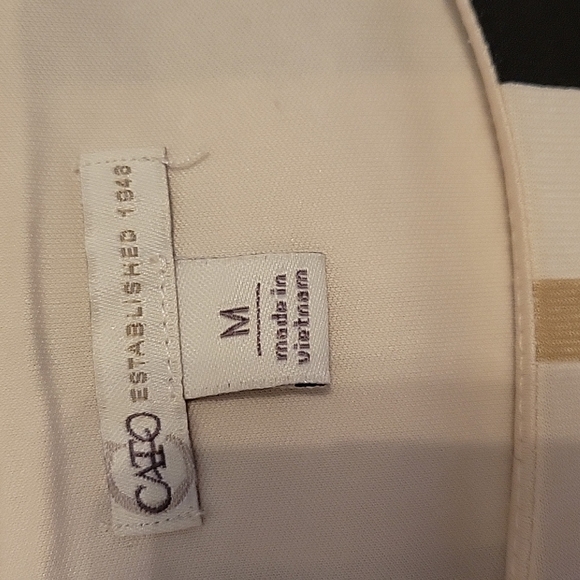 CATO ESTABLISHED 1946
M
made in
vietnam